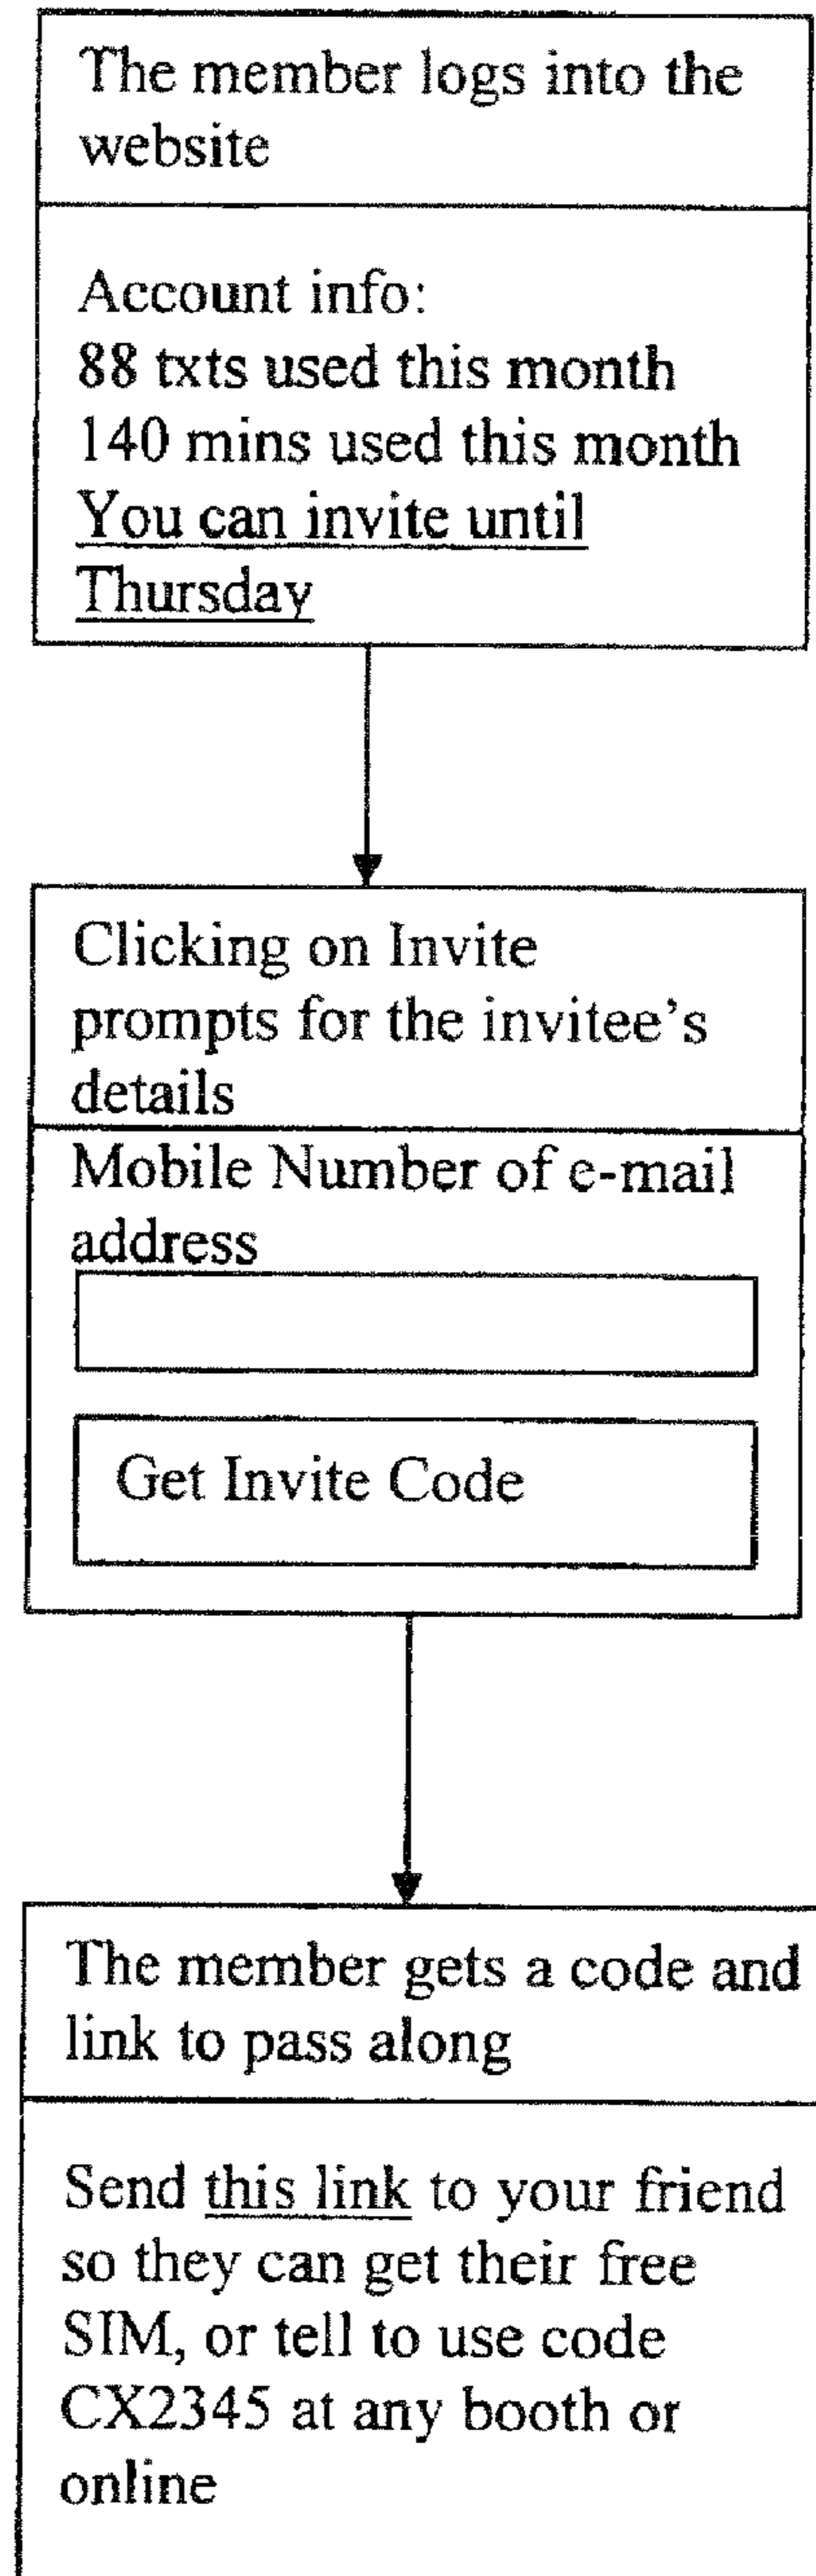 The member logs into the
website
Account info:
88 txts used this month
140 mins used this month
You can invite until
Thursday
Clicking on Invite
prompts for the invitee's
details
Mobile Number of e-mail
address
Get Invite Code
The member gets a code and
link to pass along
Send this link to your friend
so they can get their free
SIM, or tell to use code
CX2345 at any booth or
online